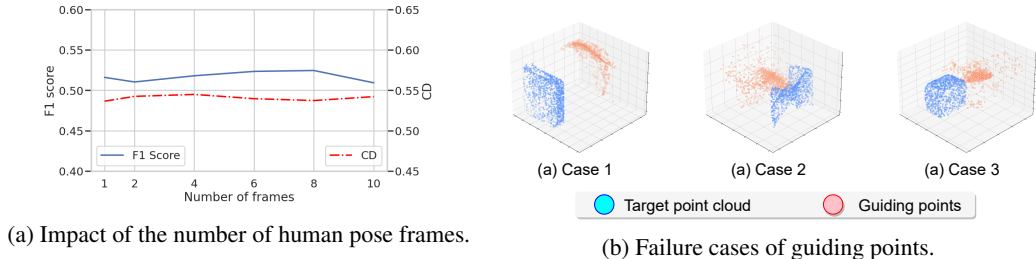 0.60
0.55
0.50
0.45
0.40
F1 score
0.65
0.60
0.55
0.50
0.45
CD
F1 Score
CD
1 2 4 6 8 10
Number of frames
(a) Impact of the number of human pose frames.
(a) Case 1
(a) Case 2
(a) Case 3
Target point cloud
Guiding points
(b) Failure cases of guiding points.